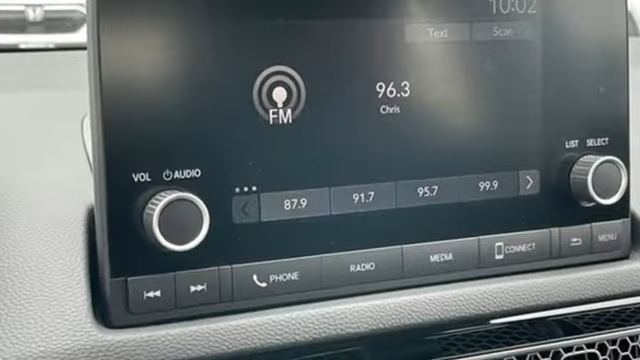 10:02
Text Scan
96.3
Chris
FM
VOL AUDIO
LIST SELECT
87.9 91.7 95.7 99.9
PHONE RADIO MEDIA CONNECT MENU